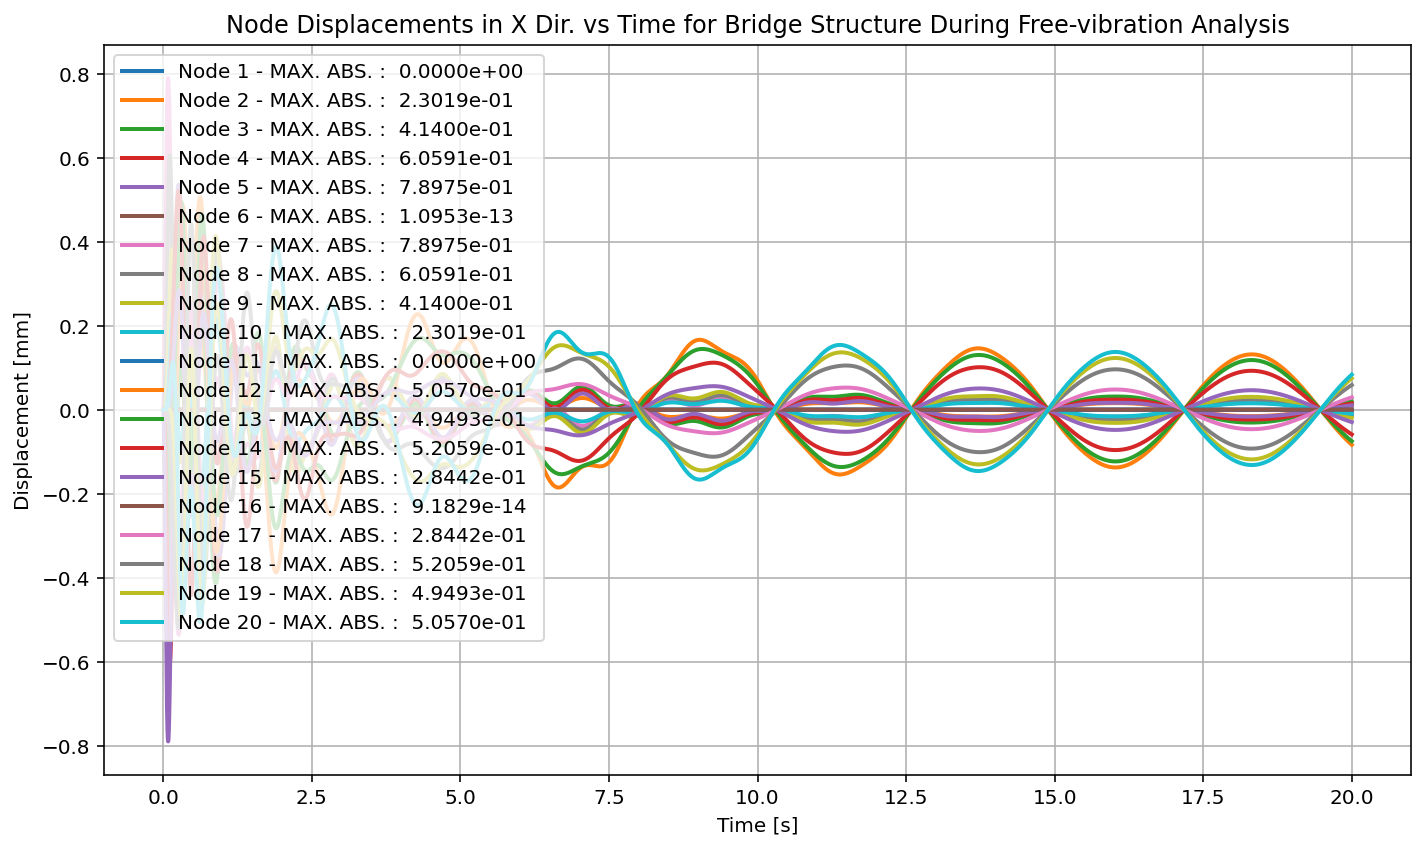 Node Displacements in X Dir. vs Time for Bridge Structure During Free-vibration Analysis
Displacement [mm]
0.8
0.6
0.4
0.2
0.0
−0.2
−0.4
−0.6
−0.8
Node 1 - MAX. ABS. : 0.0000e+00
Node 2 - MAX. ABS. : 2.3019e-01
Node 3 - MAX. ABS. : 4.1400e-01
Node 4 - MAX. ABS. : 6.0591e-01
Node 5 - MAX. ABS. : 7.8975e-01
Node 6 - MAX. ABS. : 1.0953e-13
Node 7 - MAX. ABS. : 7.8975e-01
Node 8 - MAX. ABS. : 6.0591e-01
Node 9 - MAX. ABS. : 4.1400e-01
Node 10 - MAX. ABS. : 2.3019e-01
Node 11 - MAX. ABS. : 0.0000e+00
Node 12 - MAX. ABS. : 5.0570e-01
Node 13 - MAX. ABS. : 4.9493e-01
Node 14 - MAX. ABS. : 5.2059e-01
Node 15 - MAX. ABS. : 2.8442e-01
Node 16 - MAX. ABS. : 9.1829e-14
Node 17 - MAX. ABS. : 2.8442e-01
Node 18 - MAX. ABS. : 5.2059e-01
Node 19 - MAX. ABS. : 4.9493e-01
Node 20 - MAX. ABS. : 5.0570e-01
0.0 2.5 5.0 7.5 10.0 12.5 15.0 17.5 20.0
Time [s]